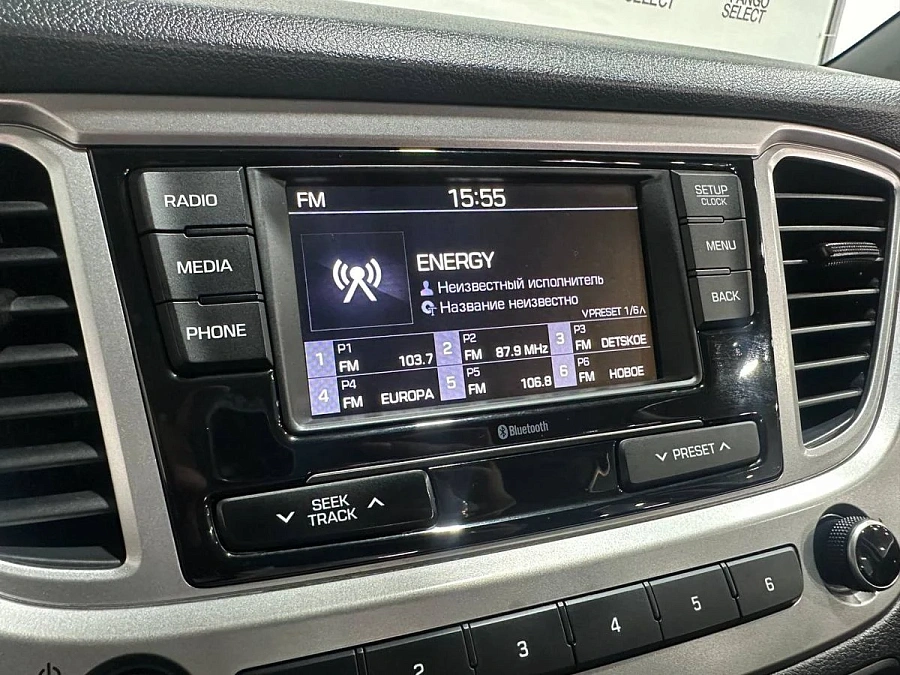 TANGO
SELECT
SELECT
RADIO
MEDIA
PHONE
FM 15:55
ENERGY
Неизвестный исполнитель
Название неизвестно
∨PRESET 1/6∧
1 P1 FM 103.7
2 P2 FM 87.9 MHz
3 P3 FM DETSKOE
4 P4 FM EUROPA
5 P5 FM 106.8
6 P6 FM НОВОЕ
SETUP
CLOCK
MENU
BACK
Bluetooth
∨ SEEK TRACK ∧
∨ PRESET ∧
2 3 4 5 6